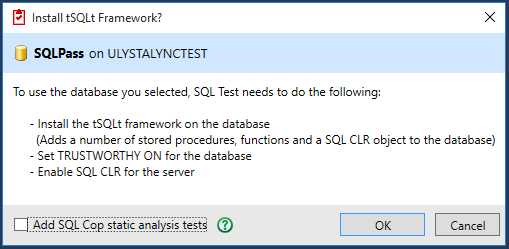 Install tSQLt Framework?
SQLPass on ULYSTALYNCTEST
To use the database you selected, SQL Test needs to do the following:
- Install the tSQLt framework on the database
(Adds a number of stored procedures, functions and a SQL CLR object to the database)
- Set TRUSTWORTHY ON for the database
- Enable SQL CLR for the server
Add SQL Cop static analysis tests ?
OK
Cancel